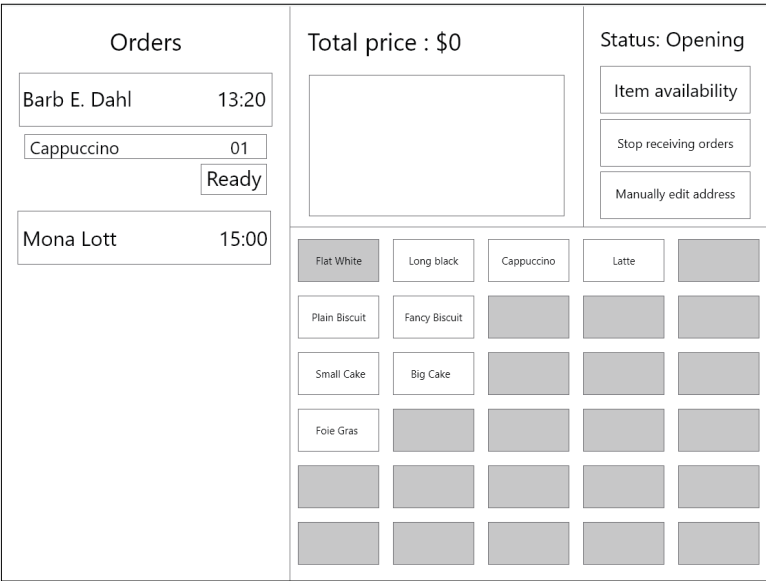 Orders
Barb E. Dahl 13:20
Cappuccino 01
Ready
Mona Lott 15:00
Total price : $0
Status: Opening
Item availability
Stop receiving orders
Manually edit address
Flat White Long black Cappuccino Latte
Plain Biscuit Fancy Biscuit
Small Cake Big Cake
Foie Gras